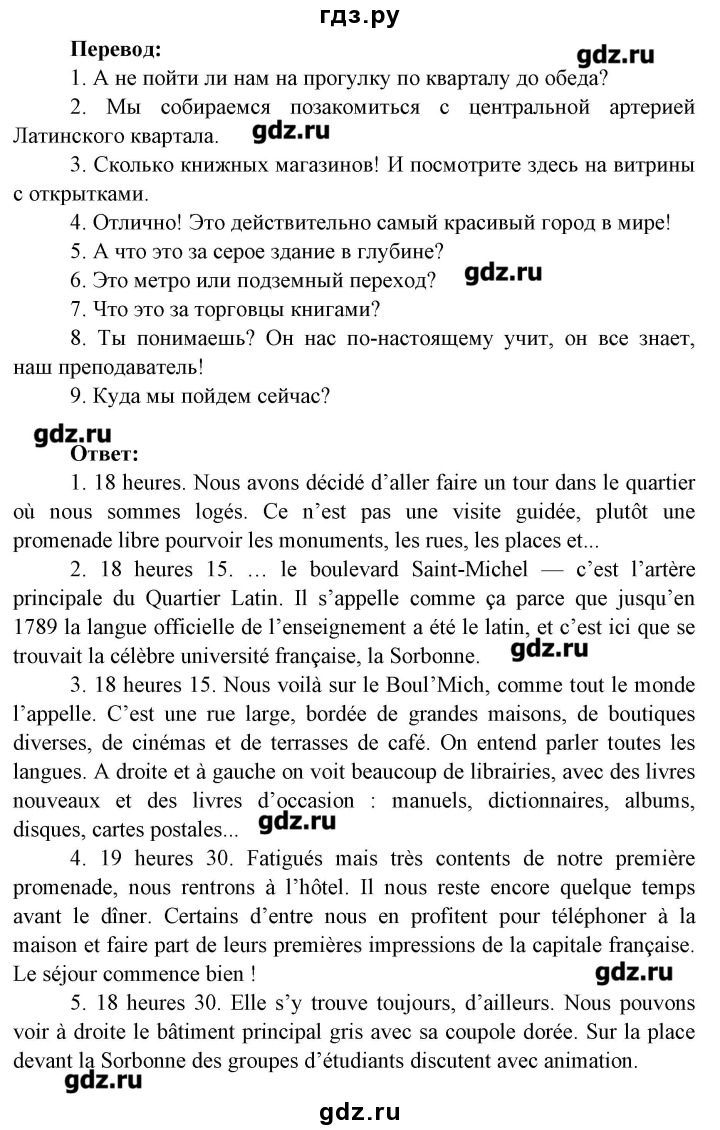 гдз.ру
Перевод:
gdz.ru
1. А не пойти ли нам на прогулку по кварталу до обеда?
2. Мы собираемся позакомиться с центральной артерией
Латинского квартала.
gdz.ru
3. Сколько книжных магазинов! И посмотрите здесь на витрины
с открытками.
4. Отлично! Это действительно самый красивый город в мире!
5. А что это за серое здание в глубине?
6. Это метро или подземный переход?
gdz.ru
7. Что это за торговцы книгами?
8. Ты понимаешь? Он нас по-настоящему учит, он все знает,
наш преподаватель!
9. Куда мы пойдем сейчас?
gdz.ru
Ответ:
1. 18 heures. Nous avons décidé d’aller faire un tour dans le quartier
où nous sommes logés. Ce n’est pas une visite guidée, plutôt une
promenade libre pourvoir les monuments, les rues, les places et...
2. 18 heures 15. … le boulevard Saint-Michel — c’est l’artère
principale du Quartier Latin. Il s’appelle comme ça parce que jusqu’en
1789 la langue officielle de l’enseignement a été le latin, et c’est ici que se
trouvait la célèbre université française, la Sorbonne.
gdz.ru
3. 18 heures 15. Nous voilà sur le Boul’Mich, comme tout le monde
l’appelle. C’est une rue large, bordée de grandes maisons, de boutiques
diverses, de cinémas et de terrasses de café. On entend parler toutes les
langues. A droite et à gauche on voit beaucoup de librairies, avec des livres
nouveaux et des livres d’occasion : manuels, dictionnaires, albums,
disques, cartes postales...
gdz.ru
4. 19 heures 30. Fatigués mais très contents de notre première
promenade, nous rentrons à l’hôtel. Il nous reste encore quelque temps
avant le dîner. Certains d’entre nous en profitent pour téléphoner à la
maison et faire part de leurs premières impressions de la capitale française.
Le séjour commence bien !
gdz.ru
5. 18 heures 30. Elle s’y trouve toujours, d’ailleurs. Nous pouvons
voir à droite le bâtiment principal gris avec sa coupole dorée. Sur la place
devant la Sorbonne des groupes d’étudiants discutent avec animation.
gdz.ru
gdz.ru